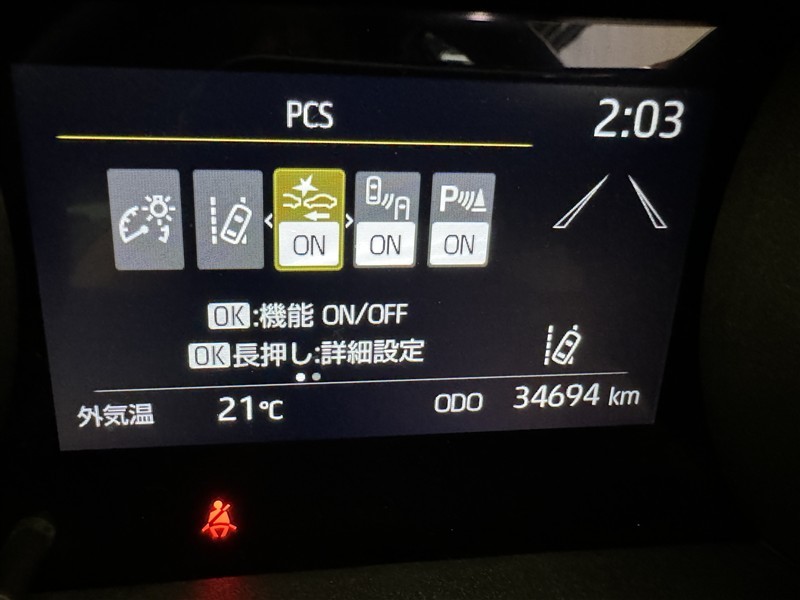 PCS
2:03
ON ON P ON
OK:機能 ON/OFF
OK長押し:詳細設定
外気温 21℃ ODO 34694 km